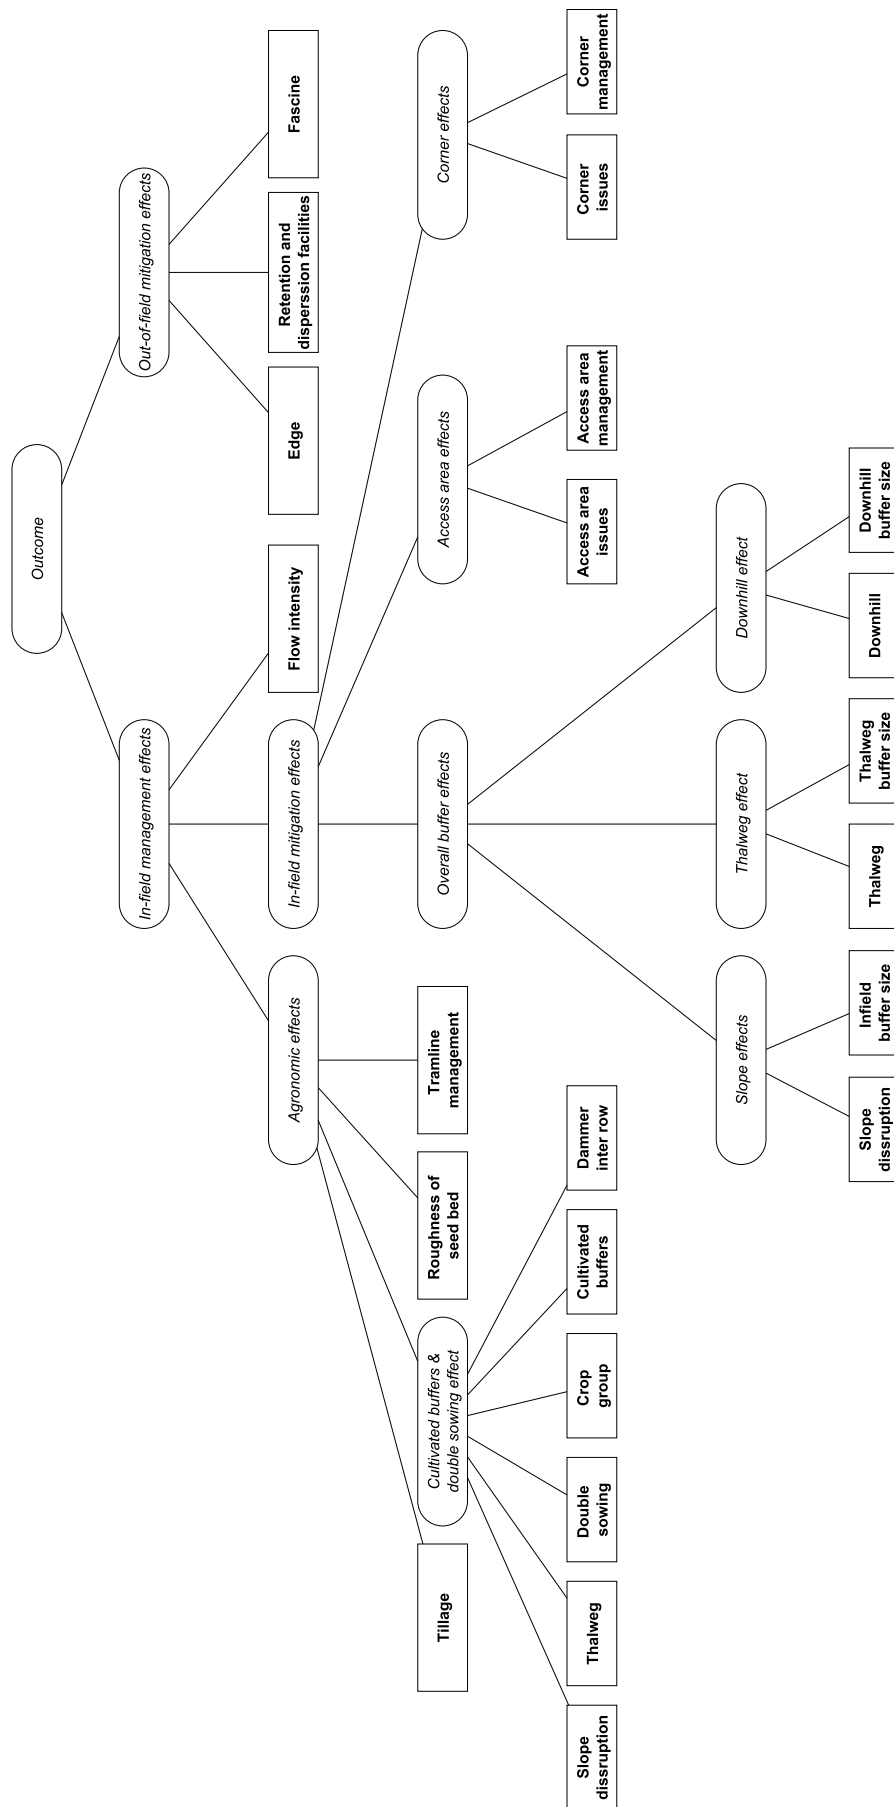 Outcome
In-field management effects
Out-of-field mitigation effects
Agronomic effects
In-field mitigation effects
Flow intensity
Edge
Retention and
disperssion facilities
Fascine
Tillage
Cultivated buffers &
double sowing effect
Roughness of
seed bed
Tramline
management
Overall buffer effects
Access area effects
Corner effects
Slope
dissruption
Thalweg
Double
sowing
Crop
group
Cultivated
buffers
Dammer
inter row
Access area
issues
Access area
management
Corner
issues
Corner
management
Slope effects
Thalweg effect
Downhill effect
Slope
dissruption
Infield
buffer size
Thalweg
Thalweg
buffer size
Downhill
Downhill
buffer size